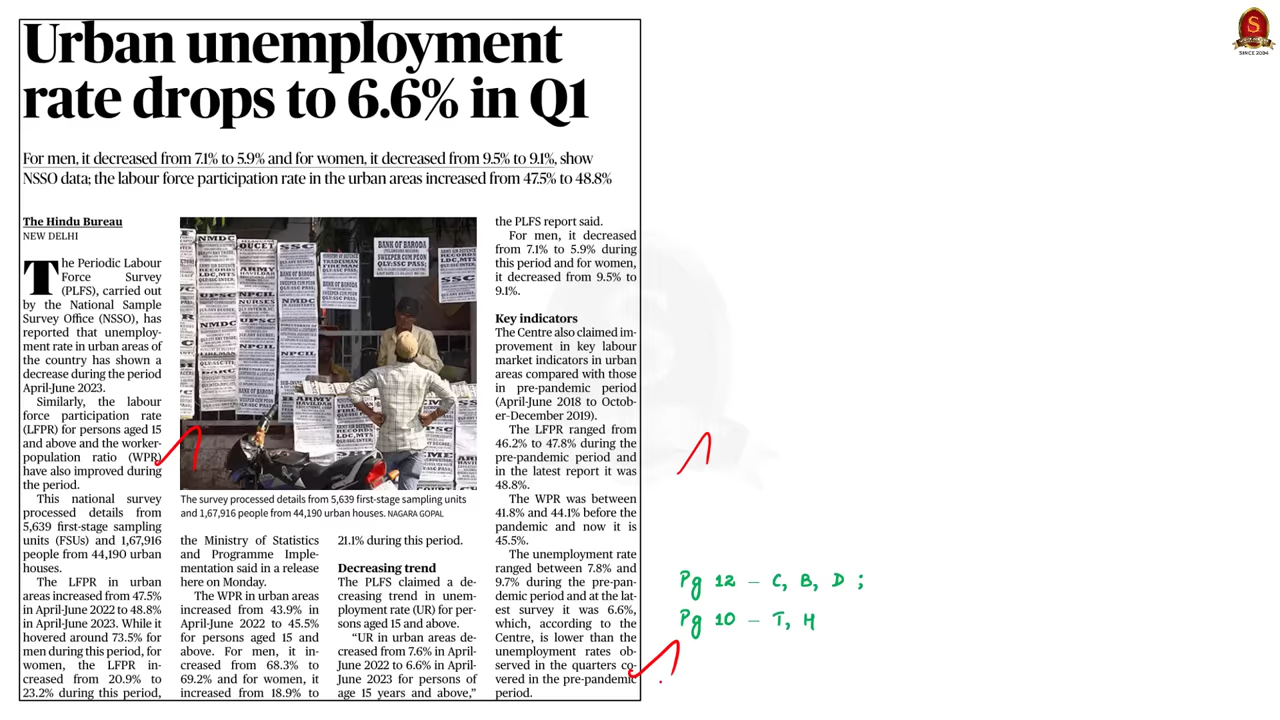 Urban unemployment
rate drops to 6.6% in Q1
For men, it decreased from 7.1% to 5.9% and for women, it decreased from 9.5% to 9.1%, show
NSSO data; the labour force participation rate in the urban areas increased from 47.5% to 48.8%
The Hindu Bureau
NEW DELHI
The Periodic Labour
Force Survey
(PLFS), carried out
by the National Sample
Survey Office (NSSO), has
reported that unemploy-
ment rate in urban areas of
the country has shown a
decrease during the period
April-June 2023.
Similarly, the labour
force participation rate
(LFPR) for persons aged 15
and above and the worker-
population ratio (WPR)
have also improved during
the period.
This national survey
processed details from
5,639 first-stage sampling
units (FSUs) and 1,67,916
people from 44,190 urban
houses.
The LFPR in urban
areas increased from 47.5%
in April-June 2022 to 48.8%
in April-June 2023. While it
hovered around 73.5% for
men during this period, for
women, the LFPR in-
creased from 20.9% to
23.2% during this period,
NMDC
SSC
BANK OF BARODA
SWEEPER CUM PEON
QLY:SSC PASS;
ARMY
HAVILDAR
UPSC
NPCIL
NURSES
NMDC
UPSC
NPCIL
SSC
ARMY
The survey processed details from 5,639 first-stage sampling units
and 1,67,916 people from 44,190 urban houses. NAGARA GOPAL
the Ministry of Statistics
and Programme Imple-
mentation said in a release
here on Monday.
The WPR in urban areas
increased from 43.9% in
April-June 2022 to 45.5%
for persons aged 15 and
above. For men, it in-
creased from 68.3% to
69.2% and for women, it
increased from 18.9% to
21.1% during this period.
Decreasing trend
The PLFS claimed a de-
creasing trend in unem-
ployment rate (UR) for per-
sons aged 15 and above.
“UR in urban areas de-
creased from 7.6% in April-
June 2022 to 6.6% in April-
June 2023 for persons of
age 15 years and above,”
the PLFS report said.
For men, it decreased
from 7.1% to 5.9% during
this period and for women,
it decreased from 9.5% to
9.1%.
Key indicators
The Centre also claimed im-
provement in key labour
market indicators in urban
areas compared with those
in pre-pandemic period
(April-June 2018 to Octob-
er-December 2019).
The LFPR ranged from
46.2% to 47.8% during the
pre-pandemic period and
in the latest report it was
48.8%.
The WPR was between
41.8% and 44.1% before the
pandemic and now it is
45.5%.
The unemployment rate
ranged between 7.8% and
9.7% during the pre-pan-
demic period and at the lat-
est survey it was 6.6%,
which, according to the
Centre, is lower than the
unemployment rates ob-
served in the quarters co-
vered in the pre-pandemic
period.
S
SINCE 2004
Pg 12 – C, B, D ;
Pg 10 – T, H